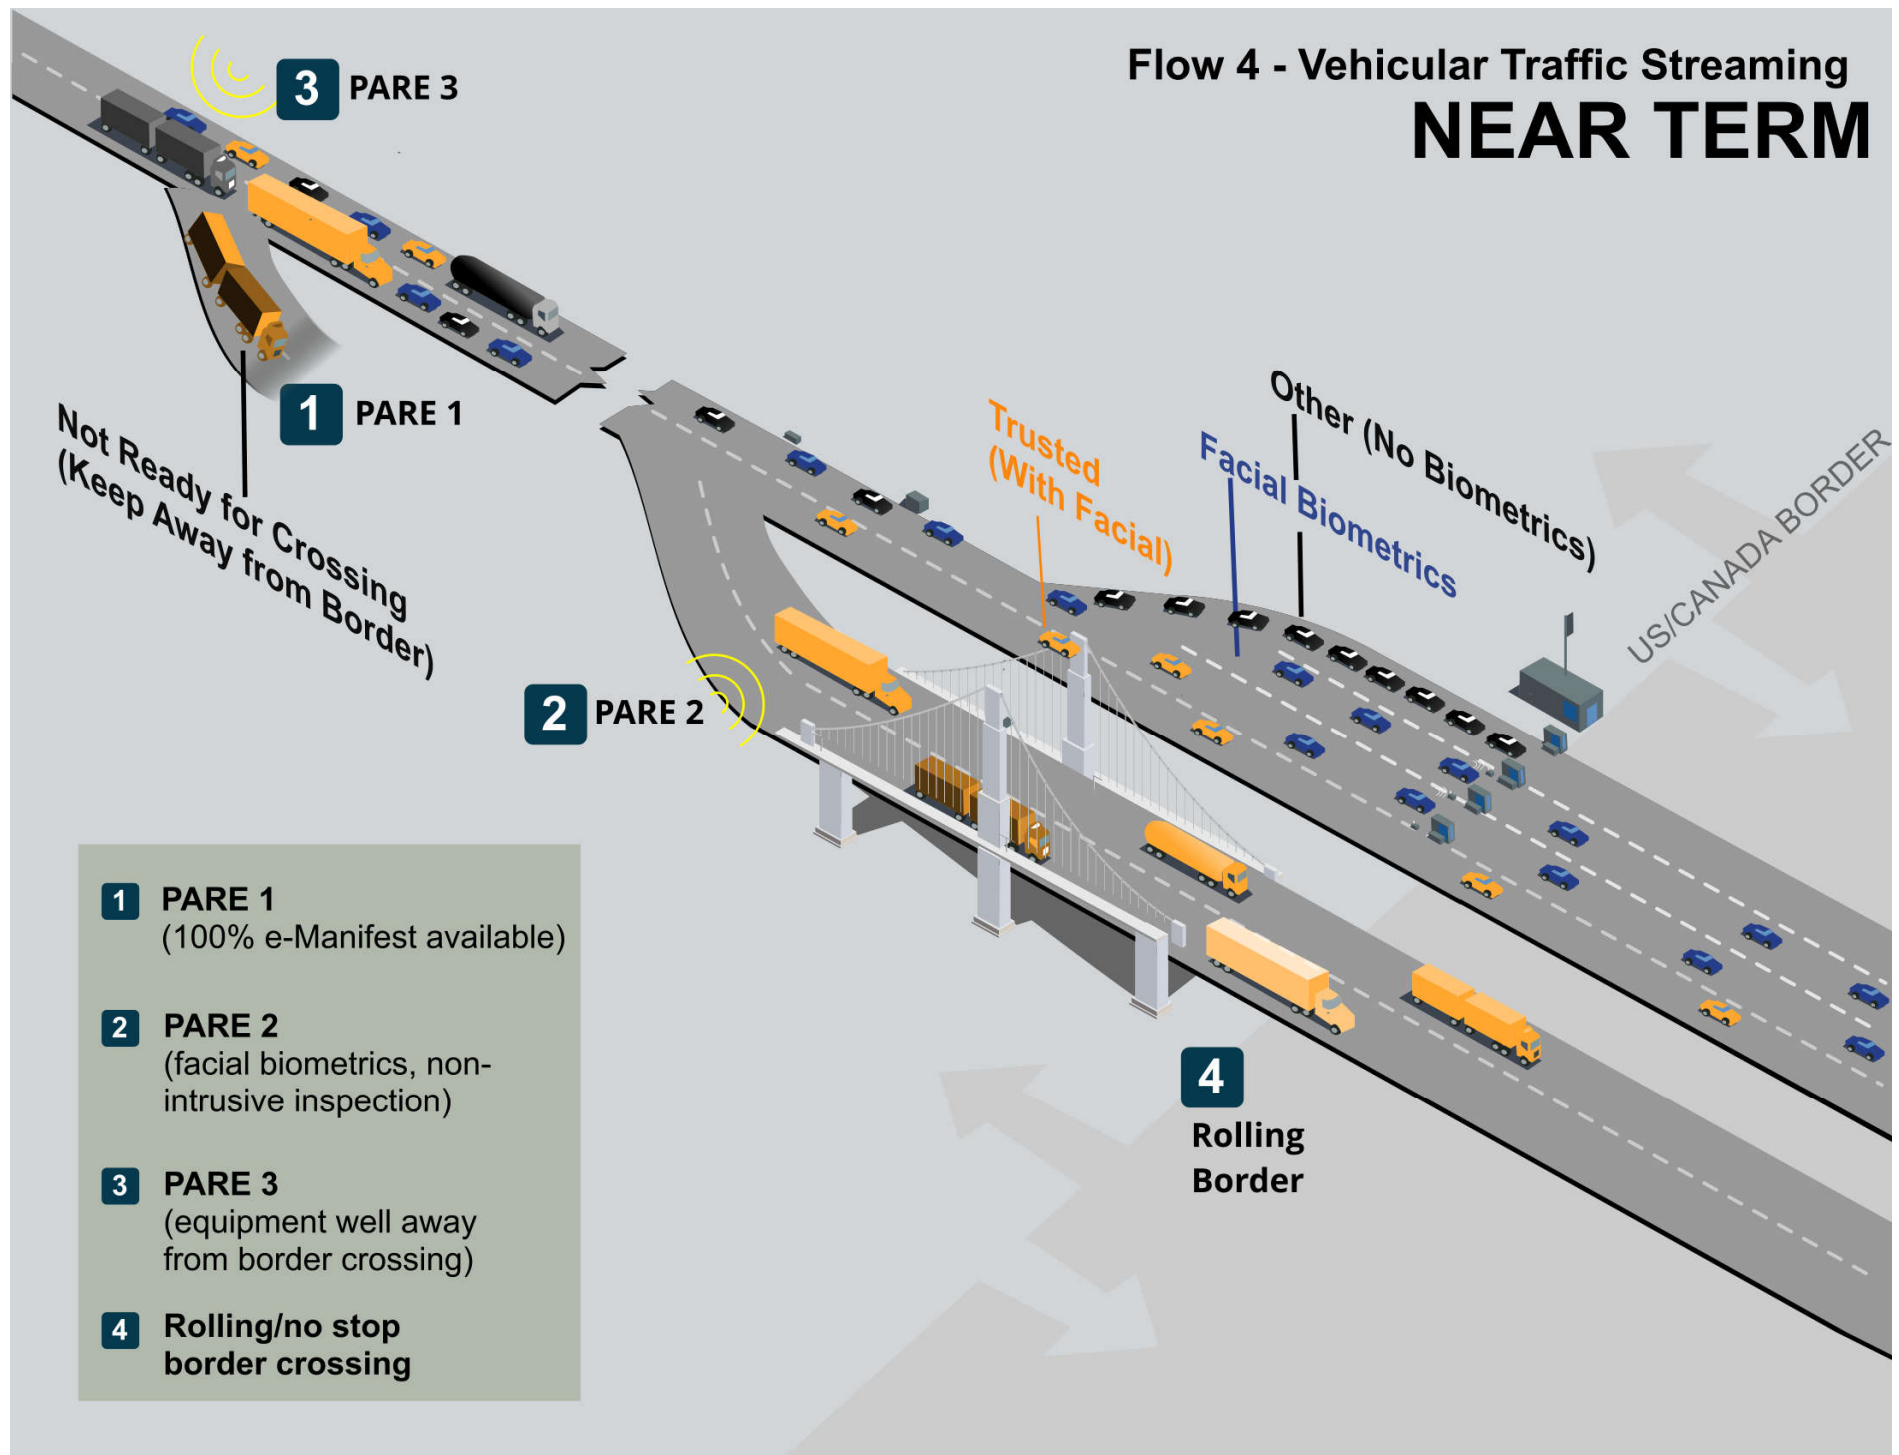 Flow 4 - Vehicular Traffic Streaming
NEAR TERM
3 PARE 3
1 PARE 1
Not Ready for Crossing
(Keep Away from Border)
Trusted
(With Facial)
Facial Biometrics
Other (No Biometrics)
US/CANADA BORDER
2 PARE 2
4
Rolling
Border
1 PARE 1
(100% e-Manifest available)
2 PARE 2
(facial biometrics, non-
intrusive inspection)
3 PARE 3
(equipment well away
from border crossing)
4 Rolling/no stop
border crossing